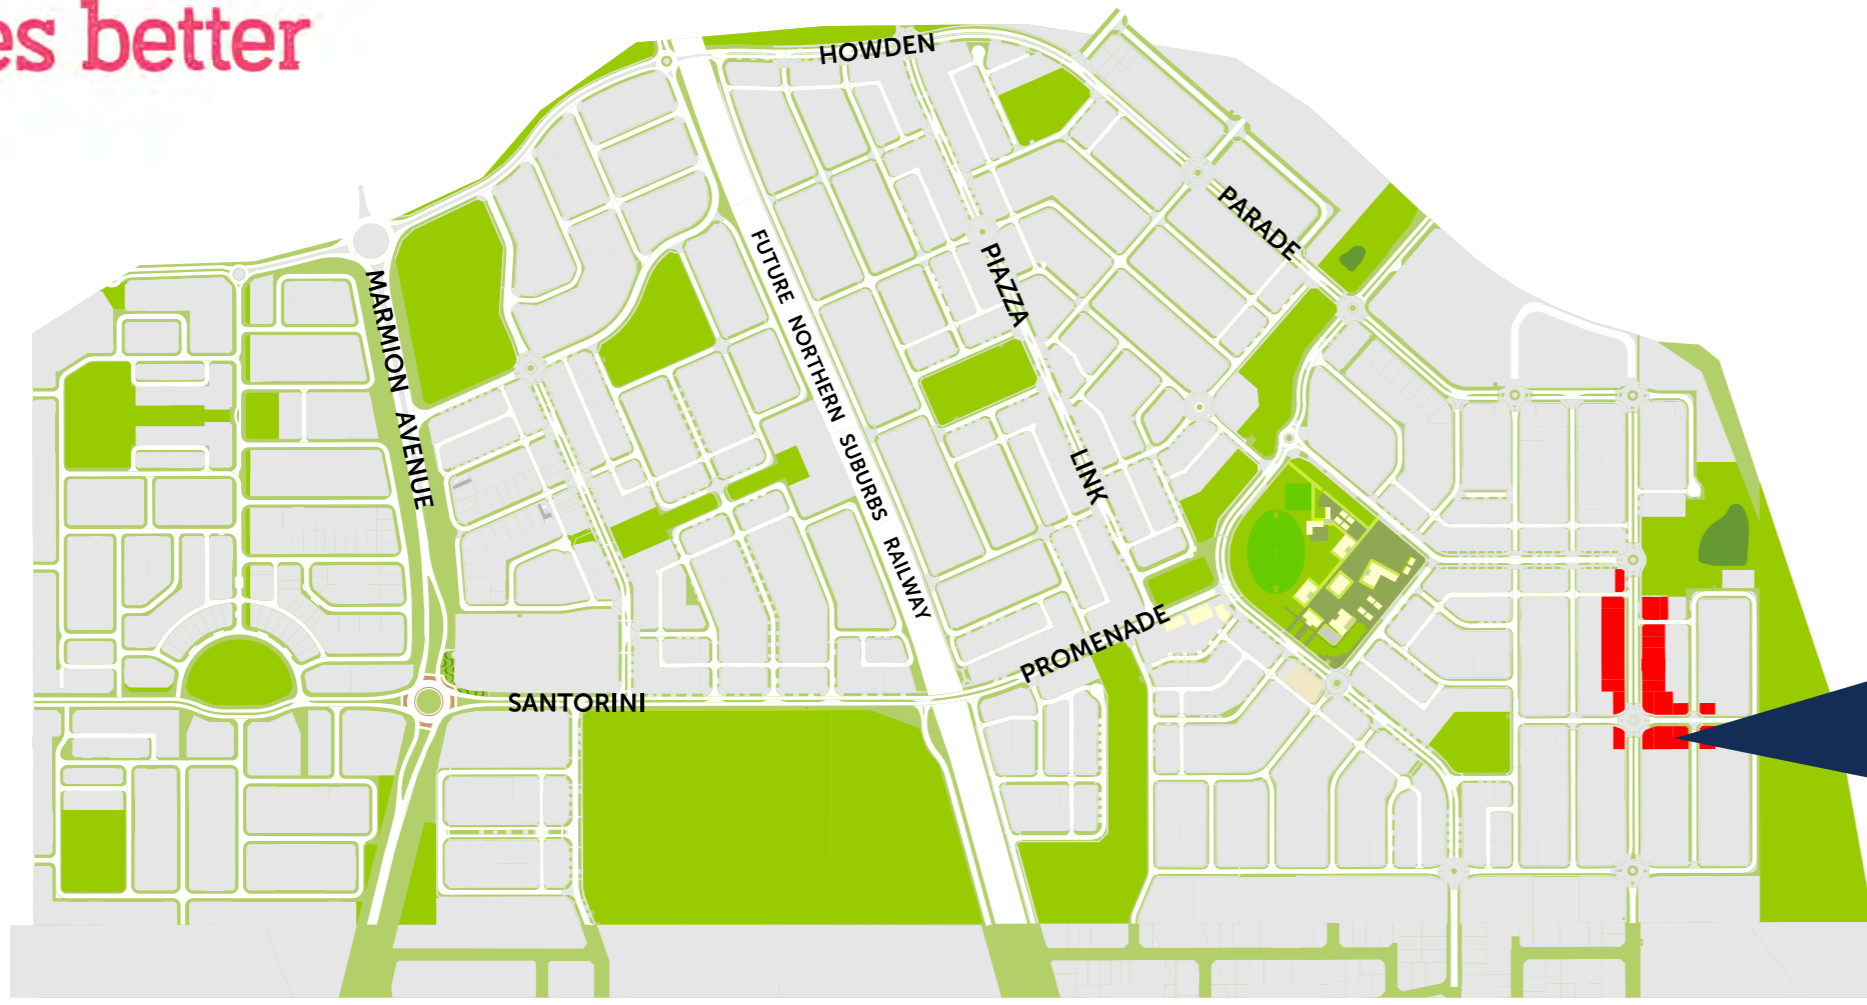 es better
HOWDEN
PARADE
PIAZZA
LINK
MARMION AVENUE
FUTURE NORTHERN SUBURBS RAILWAY
PROMENADE
SANTORINI